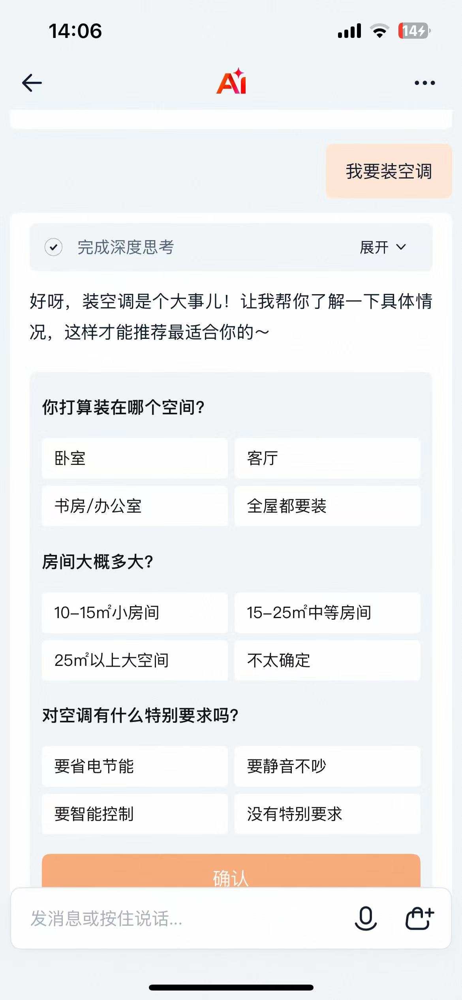 14:06
14
Ai
我要装空调
完成深度思考
展开
好呀，装空调是个大事儿！让我帮你了解一下具体情
况，这样才能推荐最适合你的～
你打算装在哪个空间?
卧室
客厅
书房/办公室
全屋都要装
房间大概多大?
10-15㎡小房间
15-25㎡中等房间
25㎡以上大空间
不太确定
对空调有什么特别要求吗?
要省电节能
要静音不吵
要智能控制
没有特别要求
确认
发消息或按住说话...